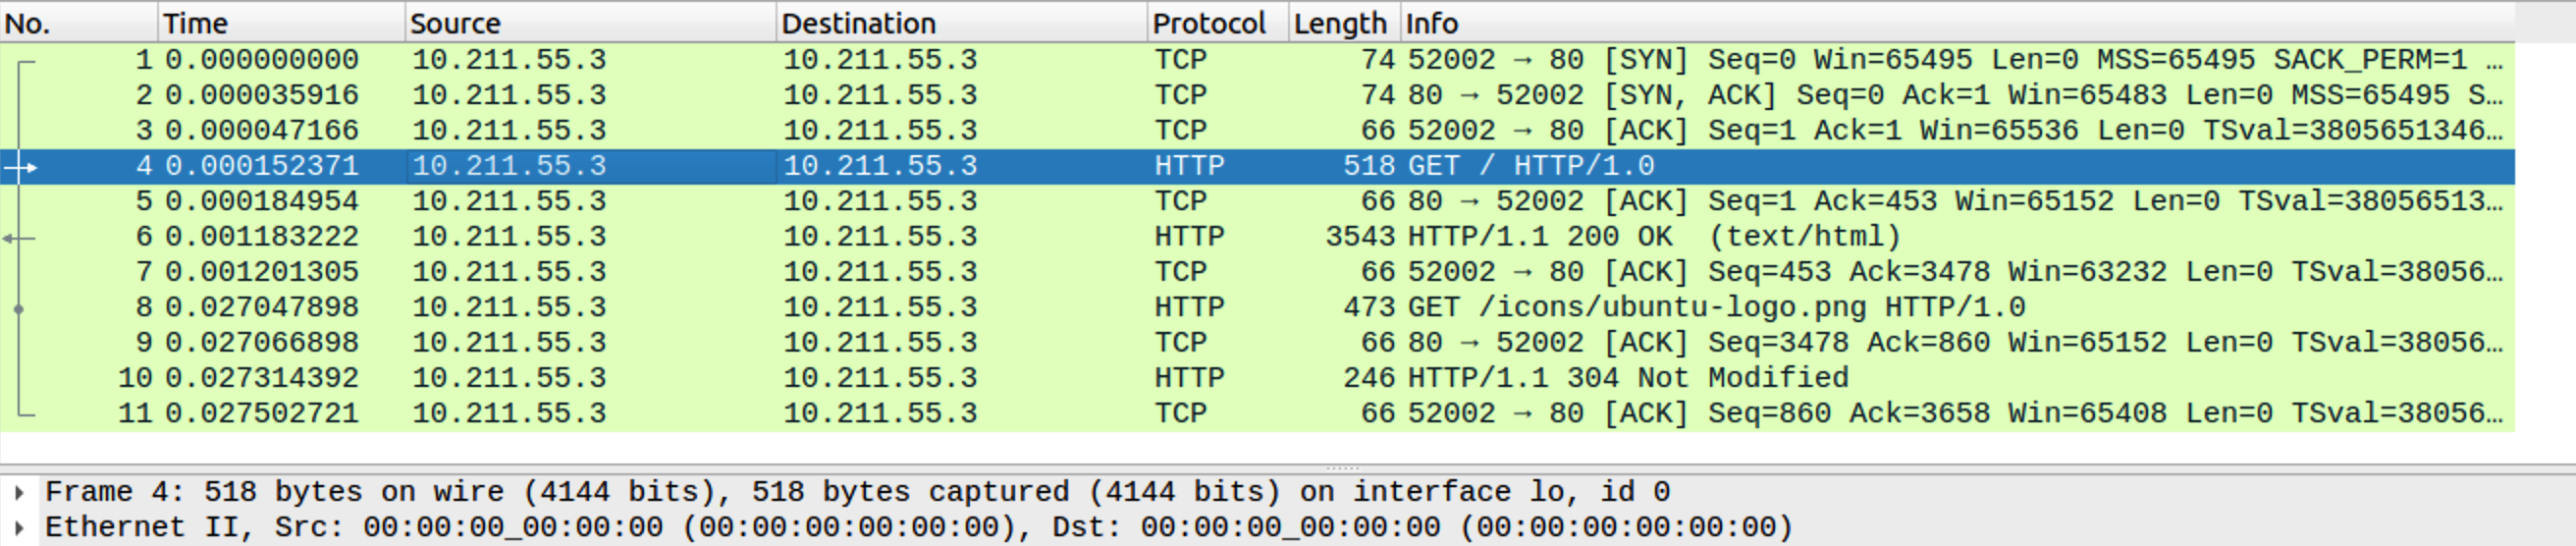 No. Time Source Destination Protocol Length Info
1 0.000000000 10.211.55.3 10.211.55.3 TCP 74 52002 → 80 [SYN] Seq=0 Win=65495 Len=0 MSS=65495 SACK_PERM=1 …
2 0.000035916 10.211.55.3 10.211.55.3 TCP 74 80 → 52002 [SYN, ACK] Seq=0 Ack=1 Win=65483 Len=0 MSS=65495 S…
3 0.000047166 10.211.55.3 10.211.55.3 TCP 66 52002 → 80 [ACK] Seq=1 Ack=1 Win=65536 Len=0 TSval=3805651346…
4 0.000152371 10.211.55.3 10.211.55.3 HTTP 518 GET / HTTP/1.0
5 0.000184954 10.211.55.3 10.211.55.3 TCP 66 80 → 52002 [ACK] Seq=1 Ack=453 Win=65152 Len=0 TSval=38056513…
6 0.001183222 10.211.55.3 10.211.55.3 HTTP 3543 HTTP/1.1 200 OK (text/html)
7 0.001201305 10.211.55.3 10.211.55.3 TCP 66 52002 → 80 [ACK] Seq=453 Ack=3478 Win=63232 Len=0 TSval=38056…
8 0.027047898 10.211.55.3 10.211.55.3 HTTP 473 GET /icons/ubuntu-logo.png HTTP/1.0
9 0.027066898 10.211.55.3 10.211.55.3 TCP 66 80 → 52002 [ACK] Seq=3478 Ack=860 Win=65152 Len=0 TSval=38056…
10 0.027314392 10.211.55.3 10.211.55.3 HTTP 246 HTTP/1.1 304 Not Modified
11 0.027502721 10.211.55.3 10.211.55.3 TCP 66 52002 → 80 [ACK] Seq=860 Ack=3658 Win=65408 Len=0 TSval=38056…
Frame 4: 518 bytes on wire (4144 bits), 518 bytes captured (4144 bits) on interface lo, id 0
Ethernet II, Src: 00:00:00_00:00:00 (00:00:00:00:00:00), Dst: 00:00:00_00:00:00 (00:00:00:00:00:00)